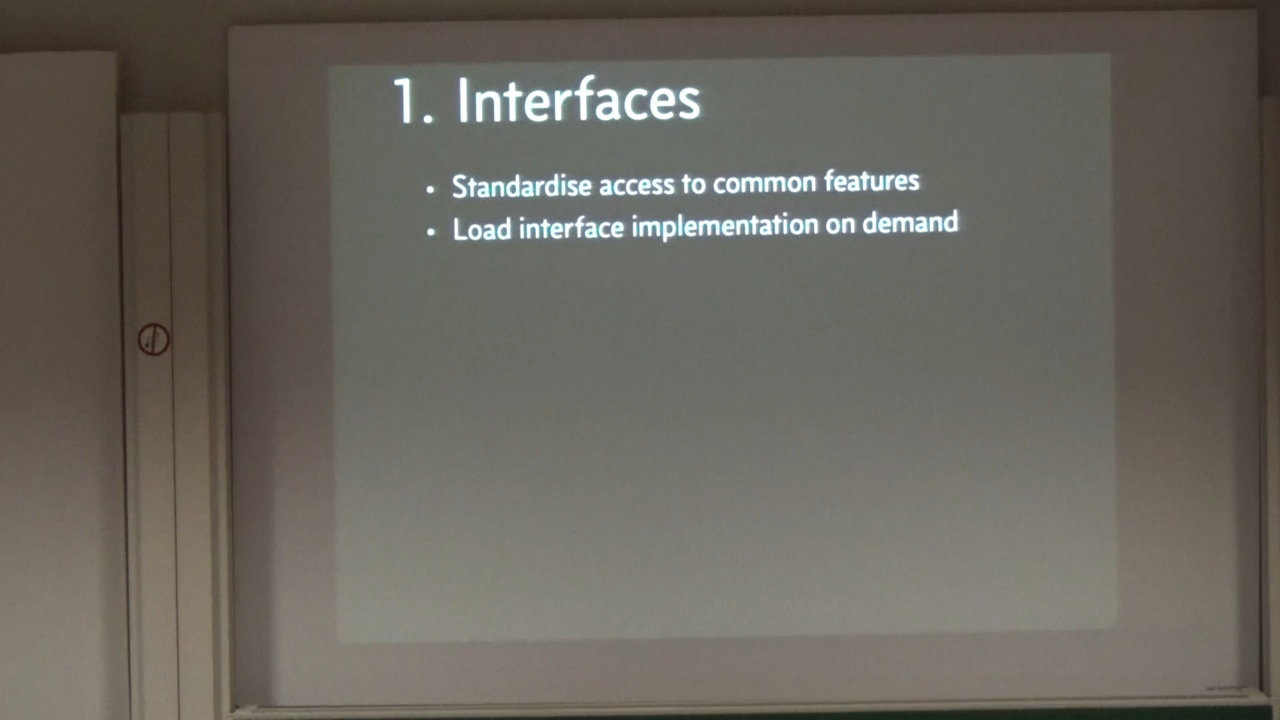 1. Interfaces
• Standardise access to common features
• Load interface implementation on demand